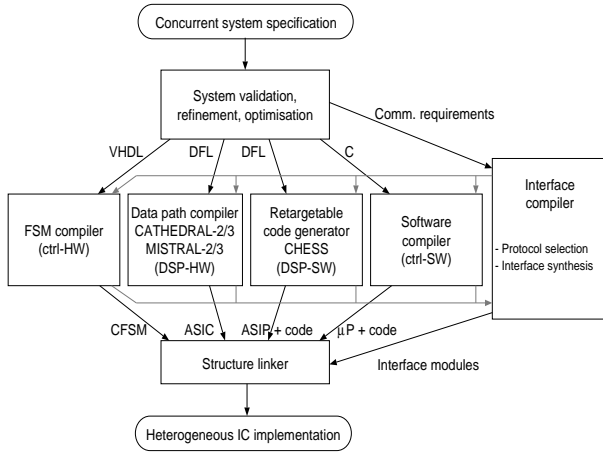 Concurrent system specification
System validation,
refinement, optimisation
Comm. requirements
VHDL
DFL
DFL
C
FSM compiler
(ctrl-HW)
Data path compiler
CATHEDRAL-2/3
MISTRAL-2/3
(DSP-HW)
Retargetable
code generator
CHESS
(DSP-SW)
Software
compiler
(ctrl-SW)
Interface
compiler
- Protocol selection
- Interface synthesis
CFSM
ASIC
ASIP + code
μP + code
Structure linker
Interface modules
Heterogeneous IC implementation